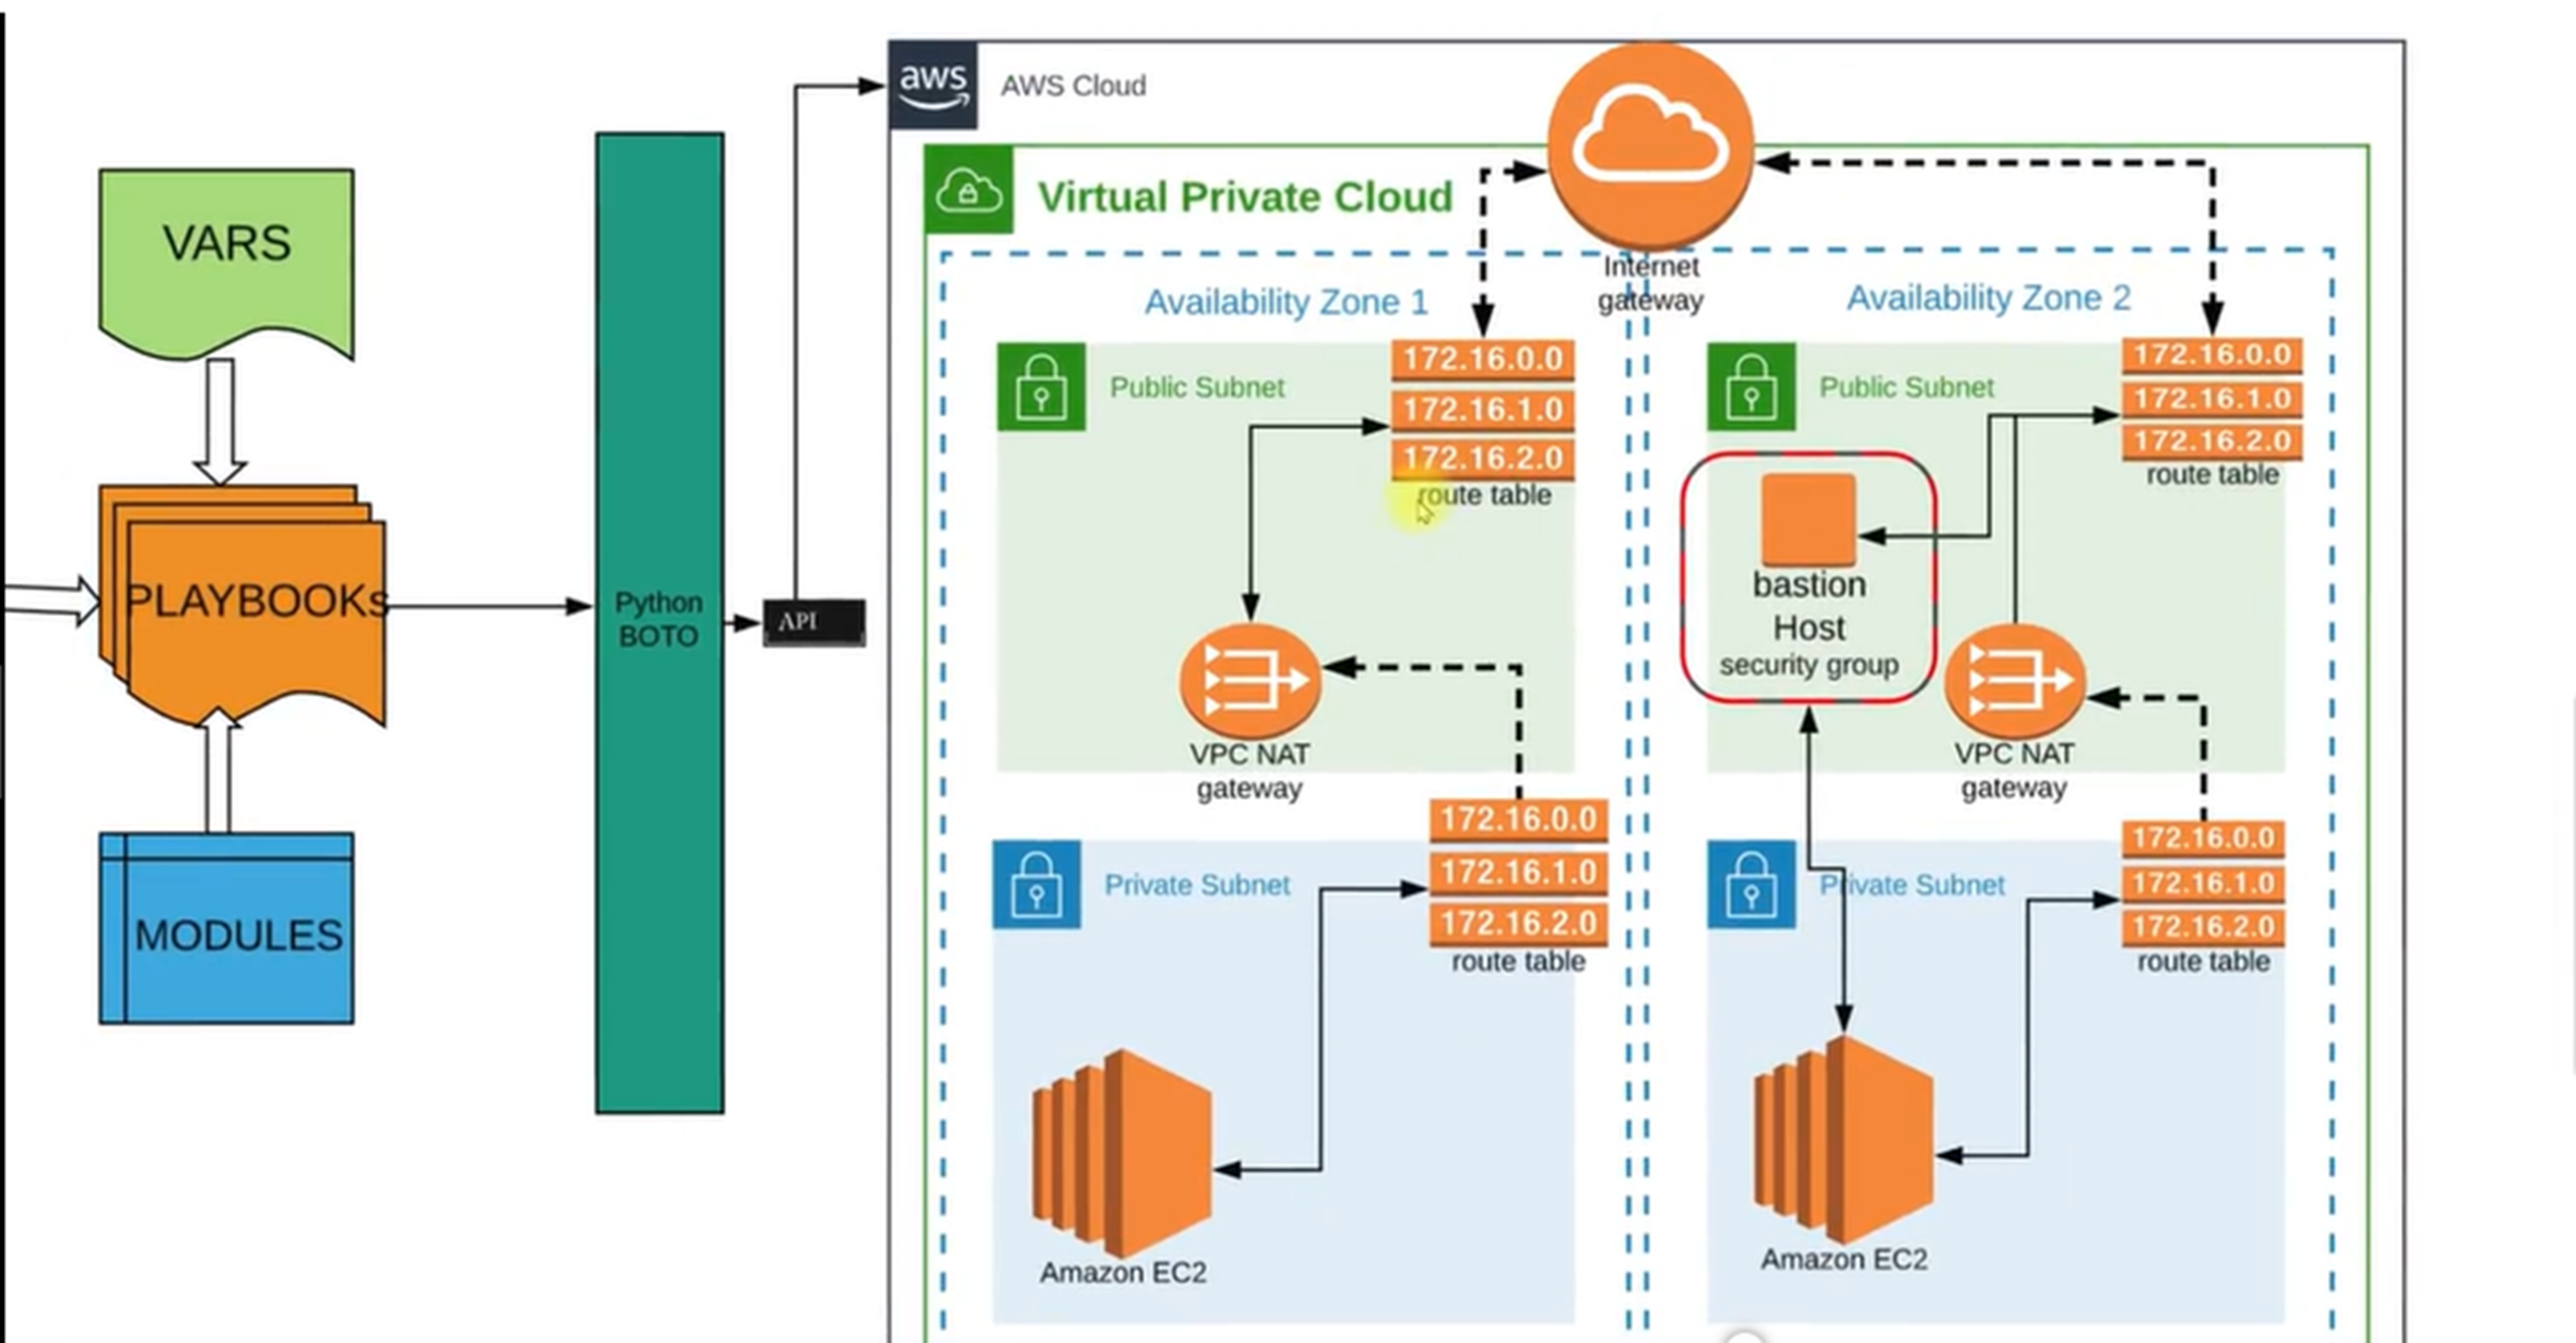 VARS
PLAYBOOKs
MODULES
Python
BOTO
API
aws
AWS Cloud
Virtual Private Cloud
Internet
gateway
Availability Zone 1
Public Subnet
172.16.0.0
172.16.1.0
172.16.2.0
route table
VPC NAT
gateway
Private Subnet
172.16.0.0
172.16.1.0
172.16.2.0
route table
Amazon EC2
Availability Zone 2
Public Subnet
172.16.0.0
172.16.1.0
172.16.2.0
route table
bastion
Host
security group
VPC NAT
gateway
Private Subnet
172.16.0.0
172.16.1.0
172.16.2.0
route table
Amazon EC2